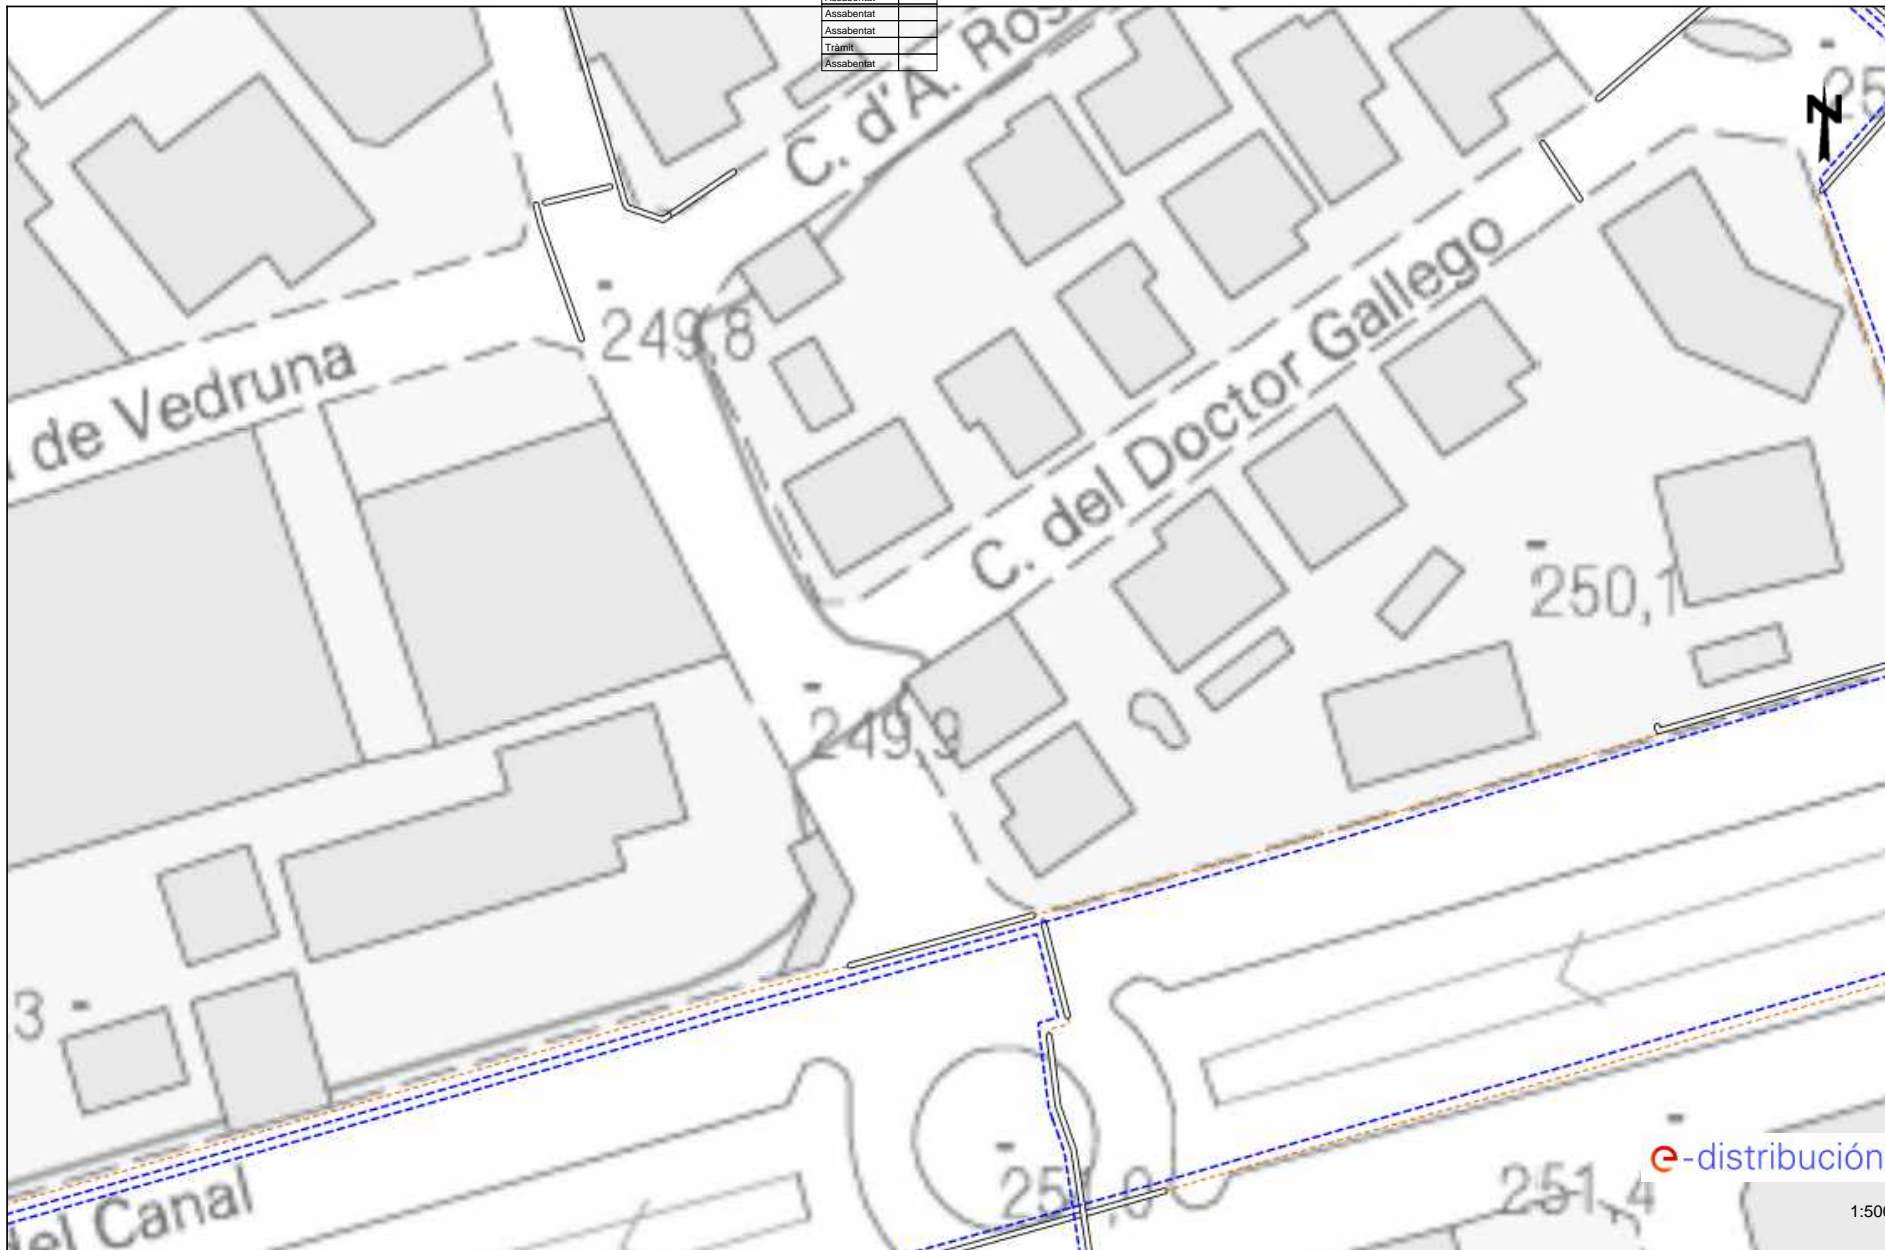 Assabentat
Assabentat
Tràmit
Assabentat
C. d'A. Ros
N
249,8
de Vedruna
C. del Doctor Gallego
250,1
249,9
3
251,4
el Canal
e-distribución